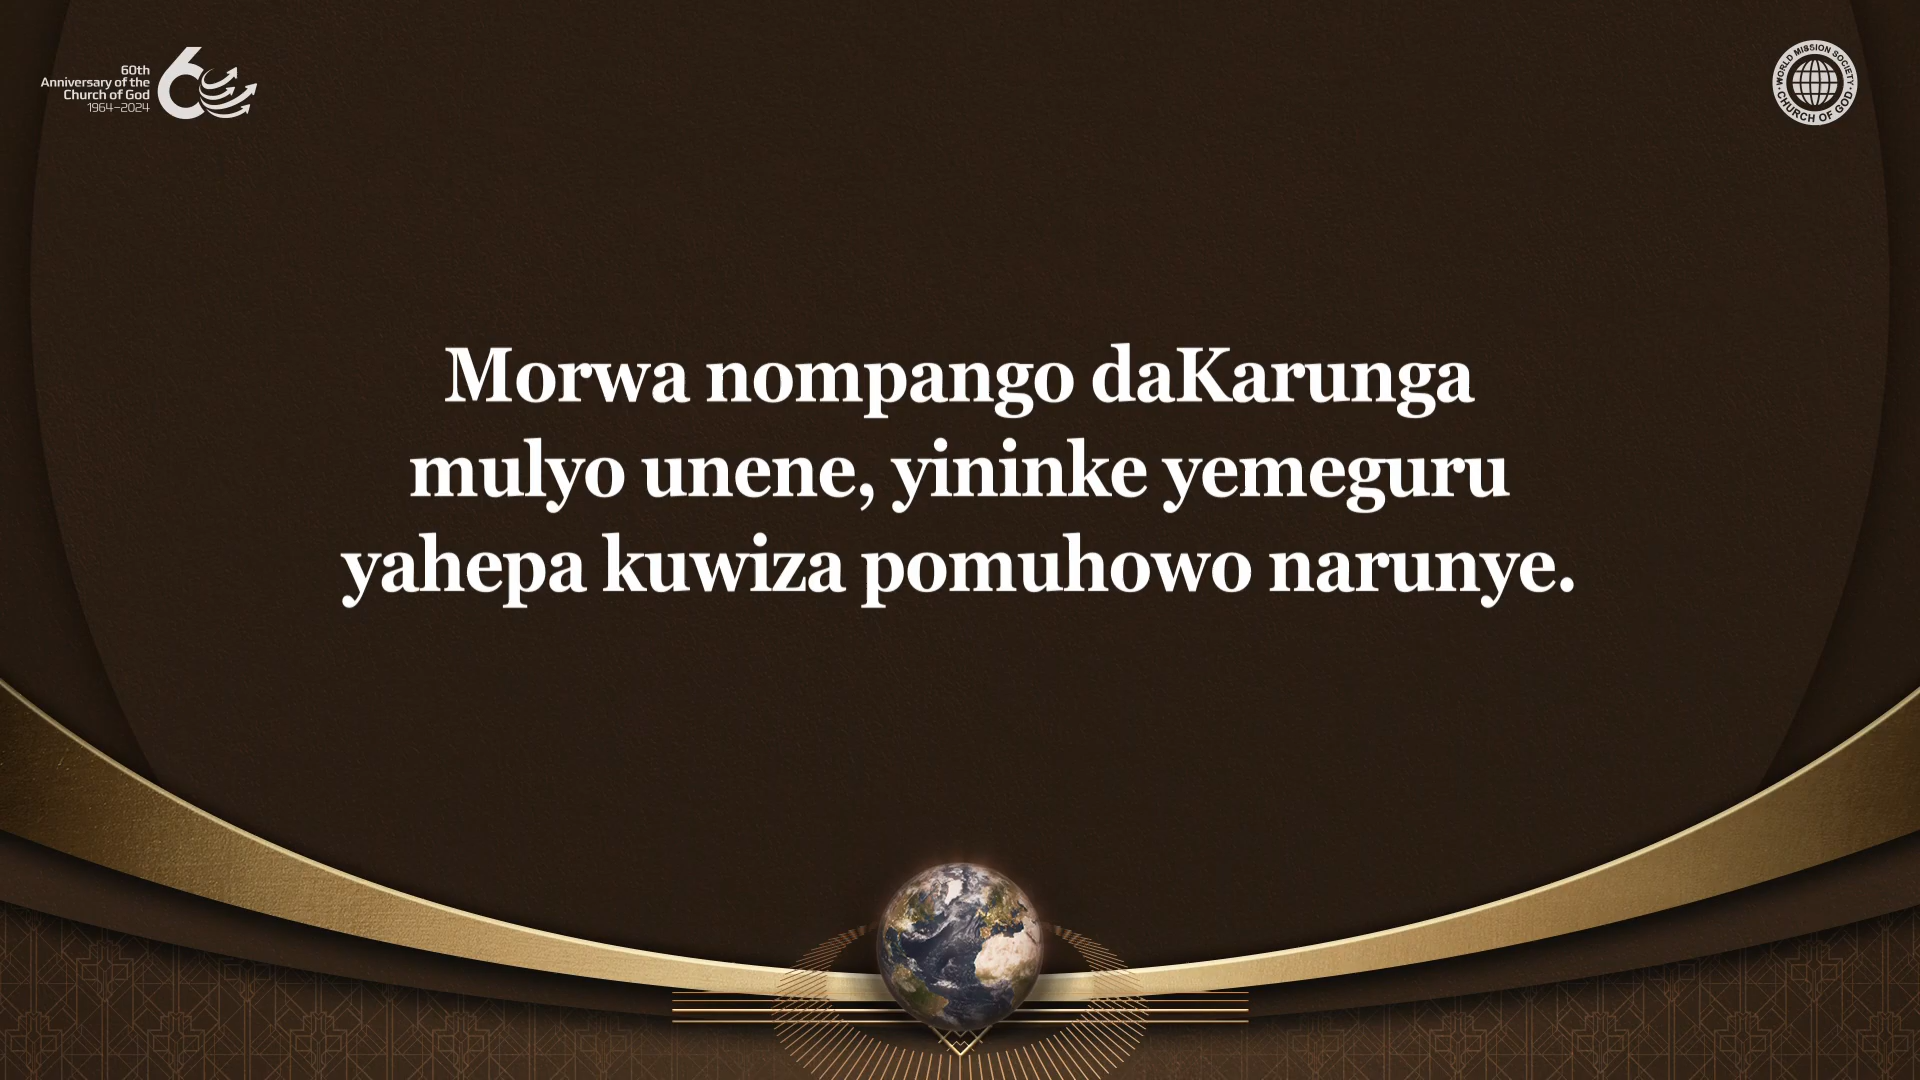 60th
Anniversary of the
Church of God
1964–2024
WORLD MISSION SOCIETY
CHURCH OF GOD
Morwa nompango daKarunga
mulyo unene, yininke yemeguru
yahepa kuwiza pomuhowo narunye.